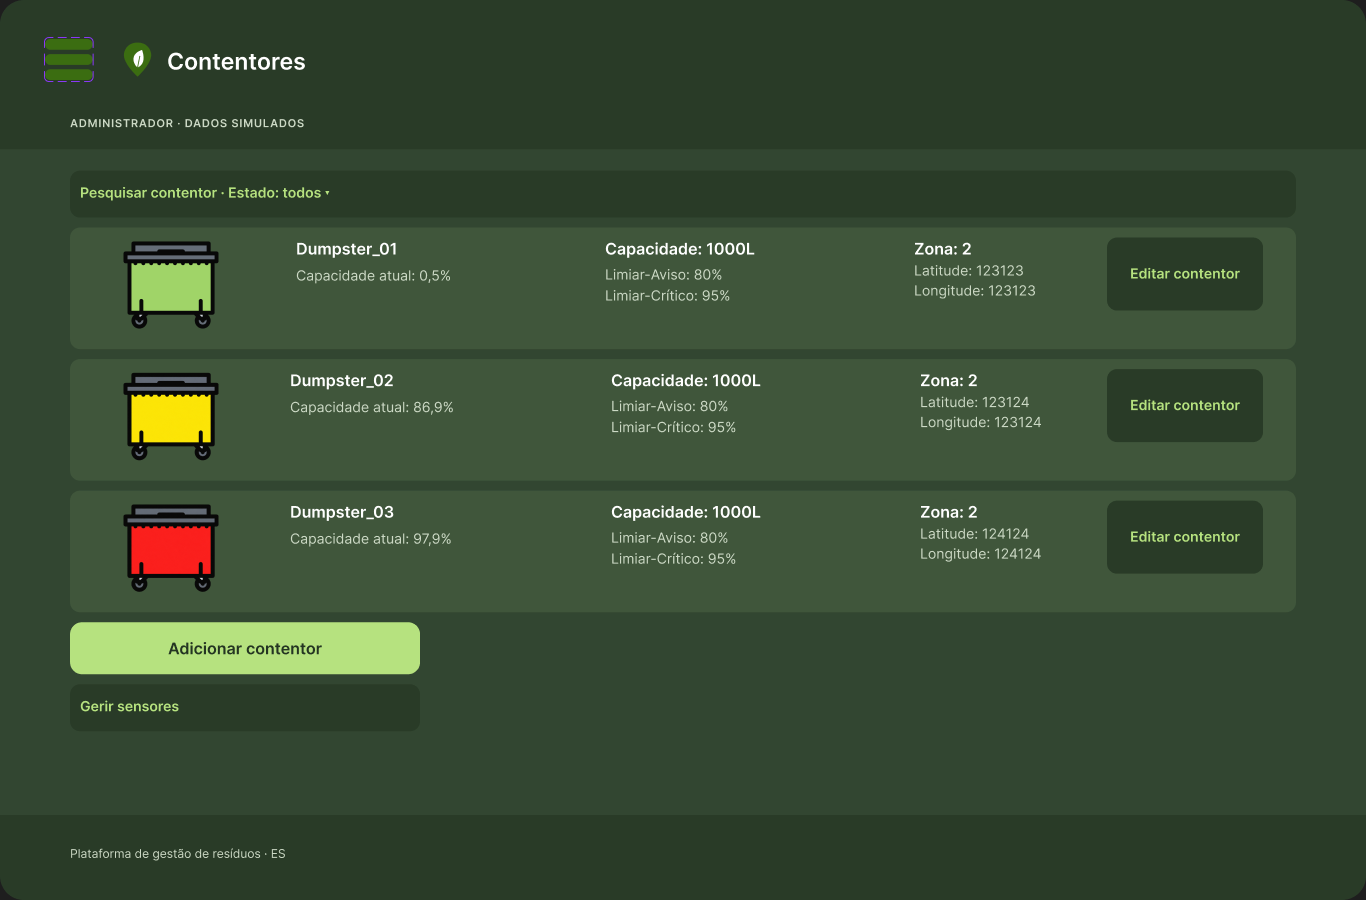 Contentores
ADMINISTRADOR · DADOS SIMULADOS
Pesquisar contentor · Estado: todos ▾
Dumpster_01
Capacidade atual: 0,5%
Capacidade: 1000L
Limiar-Aviso: 80%
Limiar-Crítico: 95%
Zona: 2
Latitude: 123123
Longitude: 123123
Editar contentor
Dumpster_02
Capacidade atual: 86,9%
Capacidade: 1000L
Limiar-Aviso: 80%
Limiar-Crítico: 95%
Zona: 2
Latitude: 123124
Longitude: 123124
Editar contentor
Dumpster_03
Capacidade atual: 97,9%
Capacidade: 1000L
Limiar-Aviso: 80%
Limiar-Crítico: 95%
Zona: 2
Latitude: 124124
Longitude: 124124
Editar contentor
Adicionar contentor
Gerir sensores
Plataforma de gestão de resíduos · ES